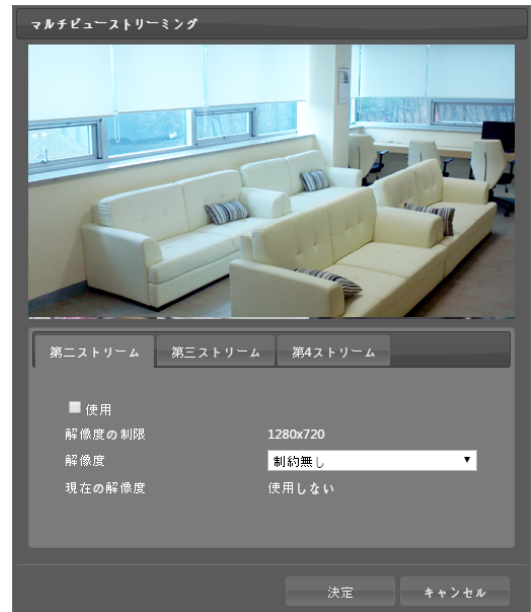 マルチビューストリーミング
第二ストリーム 第三ストリーム 第4ストリーム
使用
解像度の制限 1280x720
解像度 制約無し
現在の解像度 使用しない
決定 キャンセル